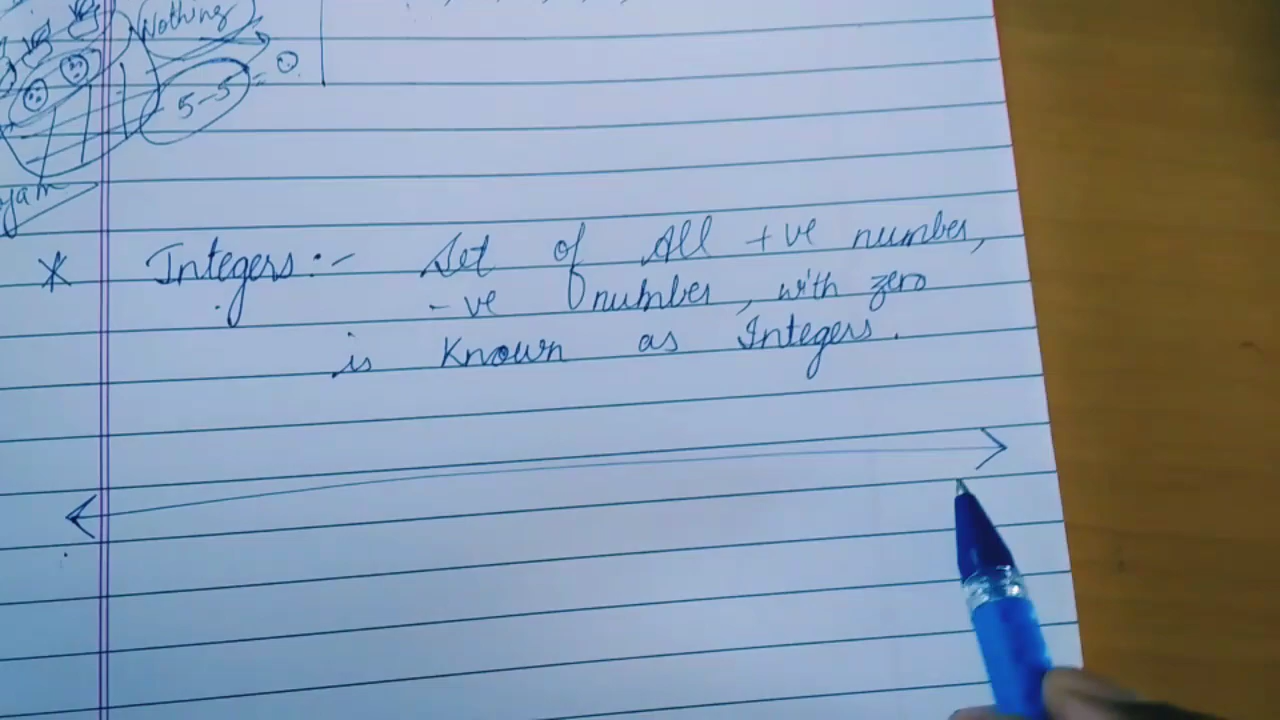 Nothing
5-5 = 0
* Integers :- Set of All +ve number,
-ve number, with zero
is known as Integers.